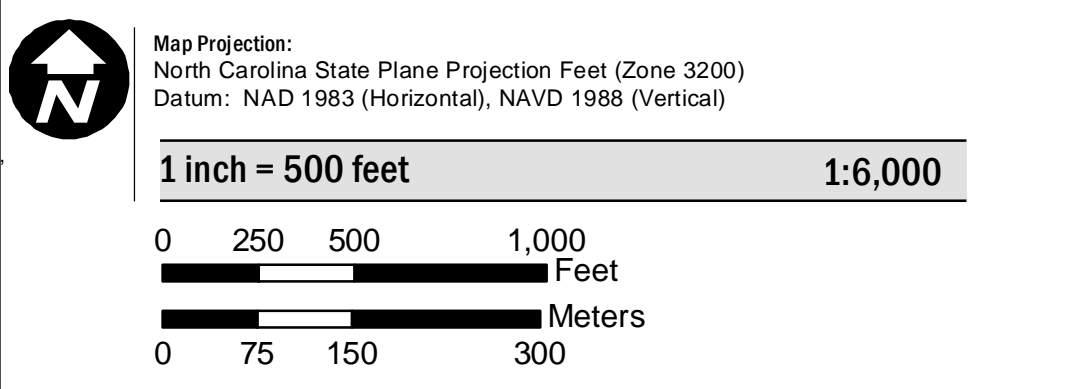 N
Map Projection:
North Carolina State Plane Projection Feet (Zone 3200)
Datum: NAD 1983 (Horizontal), NAVD 1988 (Vertical)
,
1 inch = 500 feet 1:6,000
0 250 500 1,000
Feet
Meters
0 75 150 300